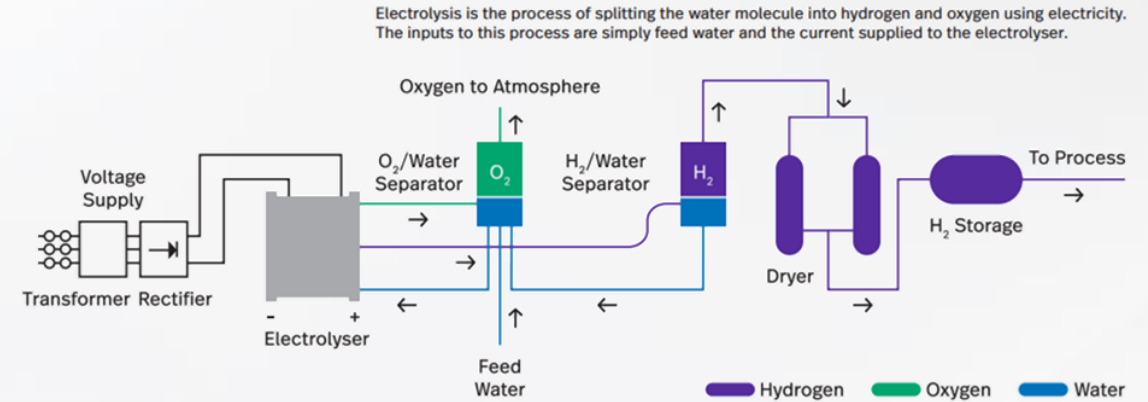 Electrolysis is the process of splitting the water molecule into hydrogen and oxygen using electricity.
The inputs to this process are simply feed water and the current supplied to the electrolyser.
Oxygen to Atmosphere
Voltage
Supply
O₂/Water
Separator
O₂
H₂/Water
Separator
H₂
To Process
H₂ Storage
Dryer
Transformer
Rectifier
-
+
Electrolyser
Feed
Water
Hydrogen
Oxygen
Water